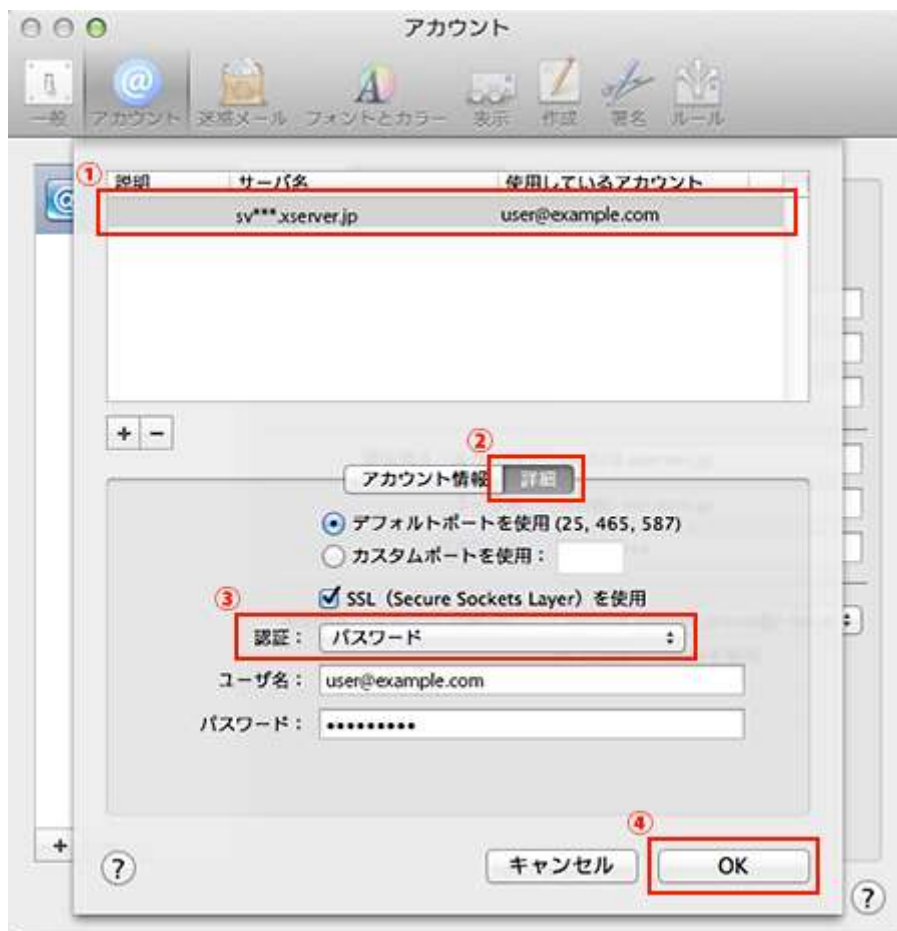 アカウント
一般 アカウント 迷惑メール フォントとカラー 表示 作成 署名 ルール
①
説明 サーバ名 使用しているアカウント
sv***.xserver.jp user@example.com
+ −
②
アカウント情報 詳細
デフォルトポートを使用 (25, 465, 587)
カスタムポートを使用：
③
SSL（Secure Sockets Layer）を使用
認証： パスワード
ユーザ名： user@example.com
パスワード： •••••••••
④
+
? キャンセル OK
?